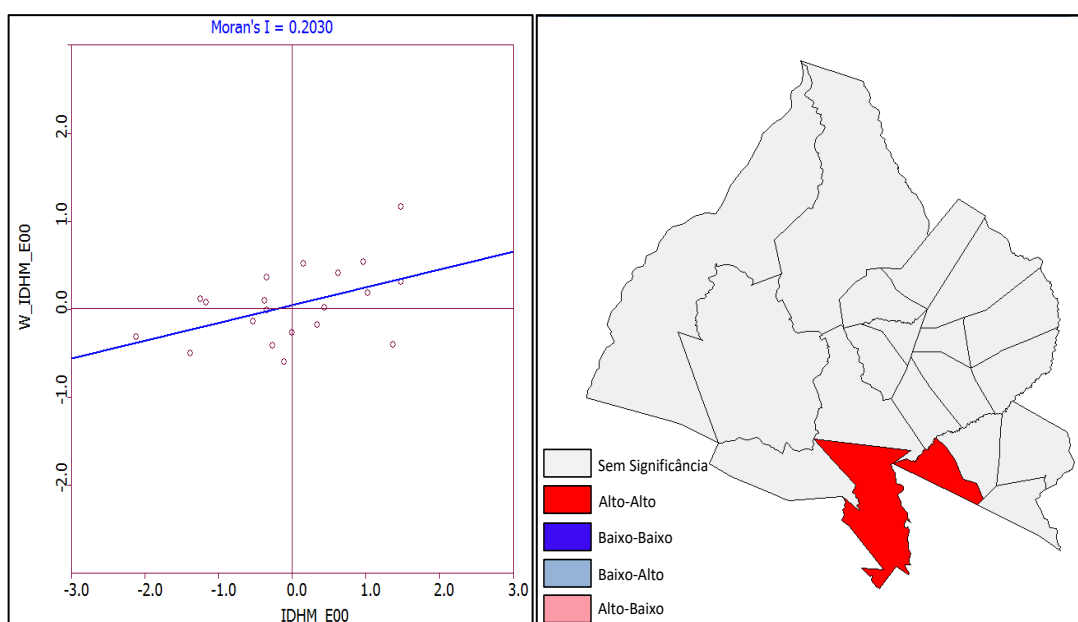 Moran's I = 0.2030
2.0
1.0
0.0
-1.0
-2.0
W_IDHM_E00
-3.0 -2.0 -1.0 0.0 1.0 2.0 3.0
IDHM_E00
Sem Significância
Alto-Alto
Baixo-Baixo
Baixo-Alto
Alto-Baixo